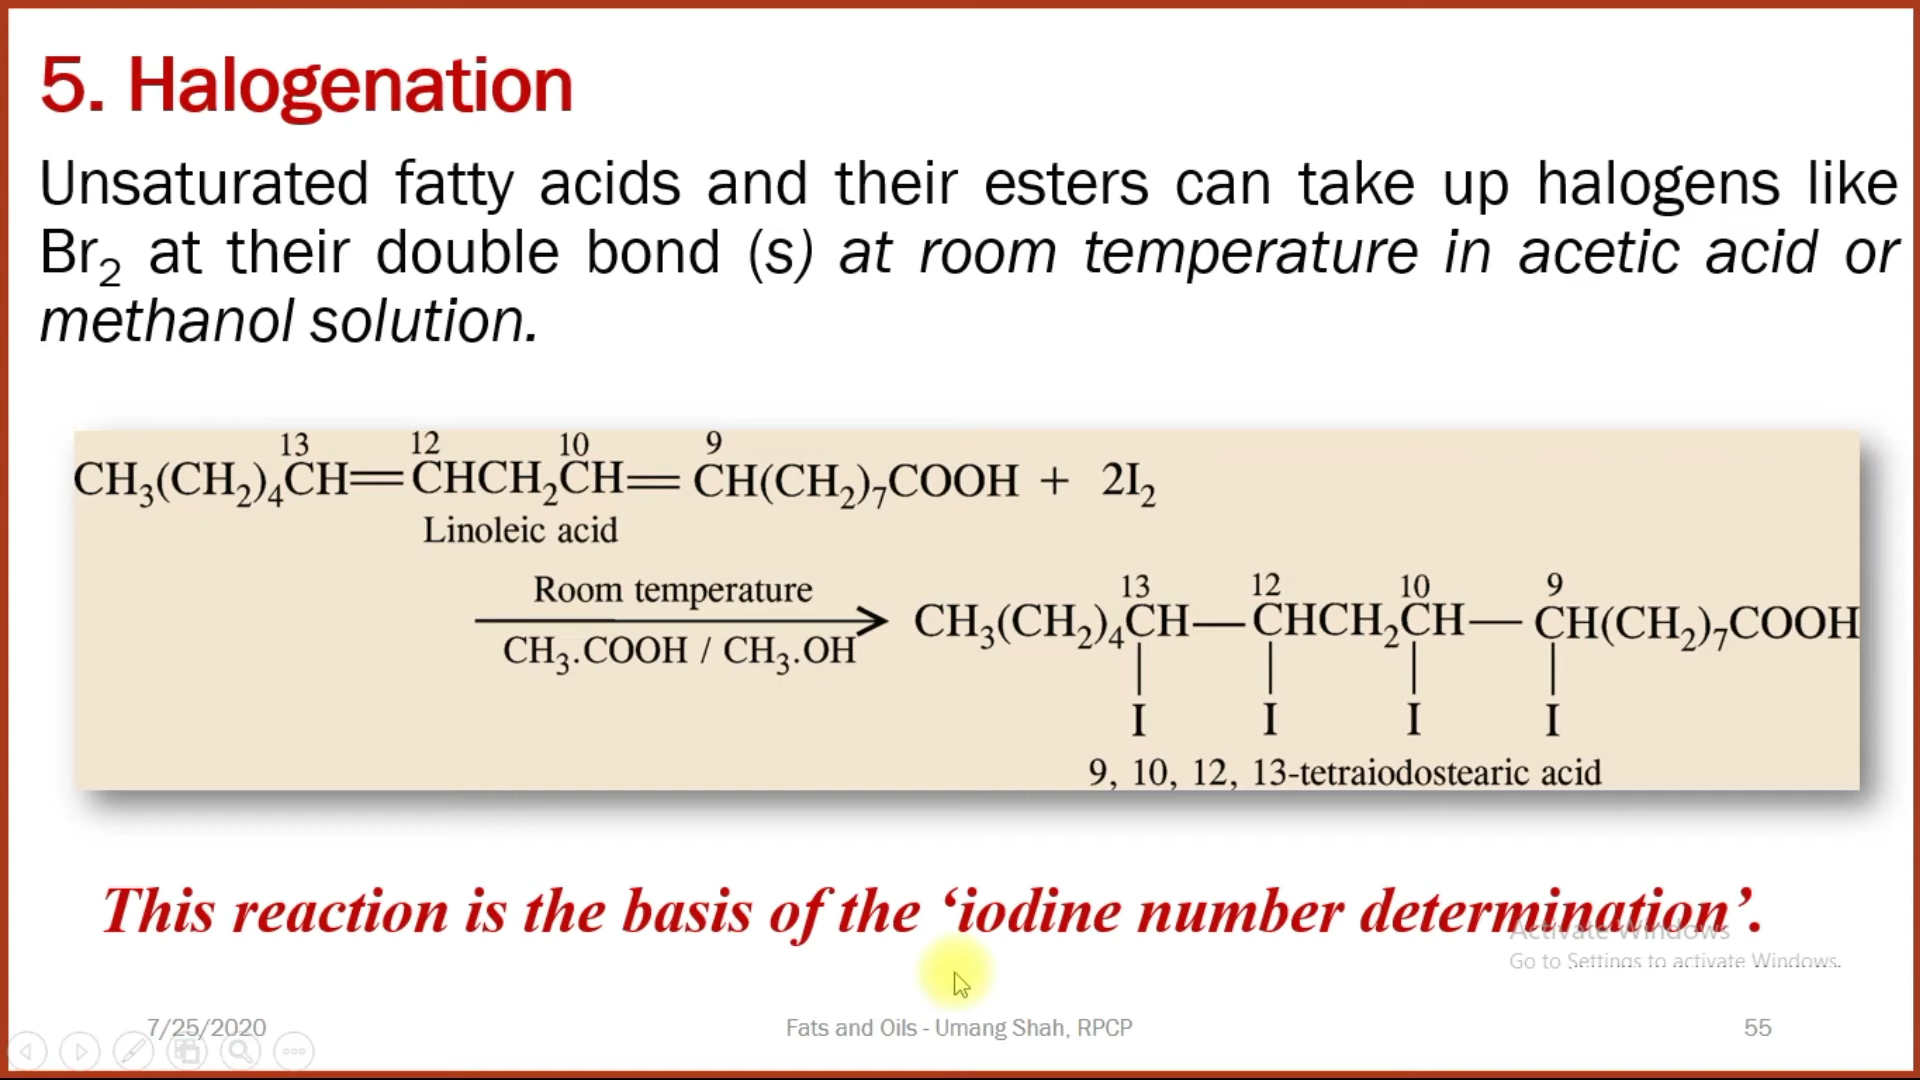 5. Halogenation
Unsaturated fatty acids and their esters can take up halogens like
Br₂ at their double bond (s) at room temperature in acetic acid or
methanol solution.
13 12 10 9
CH₃(CH₂)₄CH=CHCH₂CH=CH(CH₂)₇COOH + 2I₂
Linoleic acid
Room temperature
CH₃.COOH / CH₃.OH
13 12 10 9
CH₃(CH₂)₄CH—CHCH₂CH—CH(CH₂)₇COOH
I I I I
9, 10, 12, 13-tetraiodostearic acid
This reaction is the basis of the ‘iodine number determination’.
Activate Windows
Go to Settings to activate Windows.
7/25/2020 Fats and Oils - Umang Shah, RPCP 55